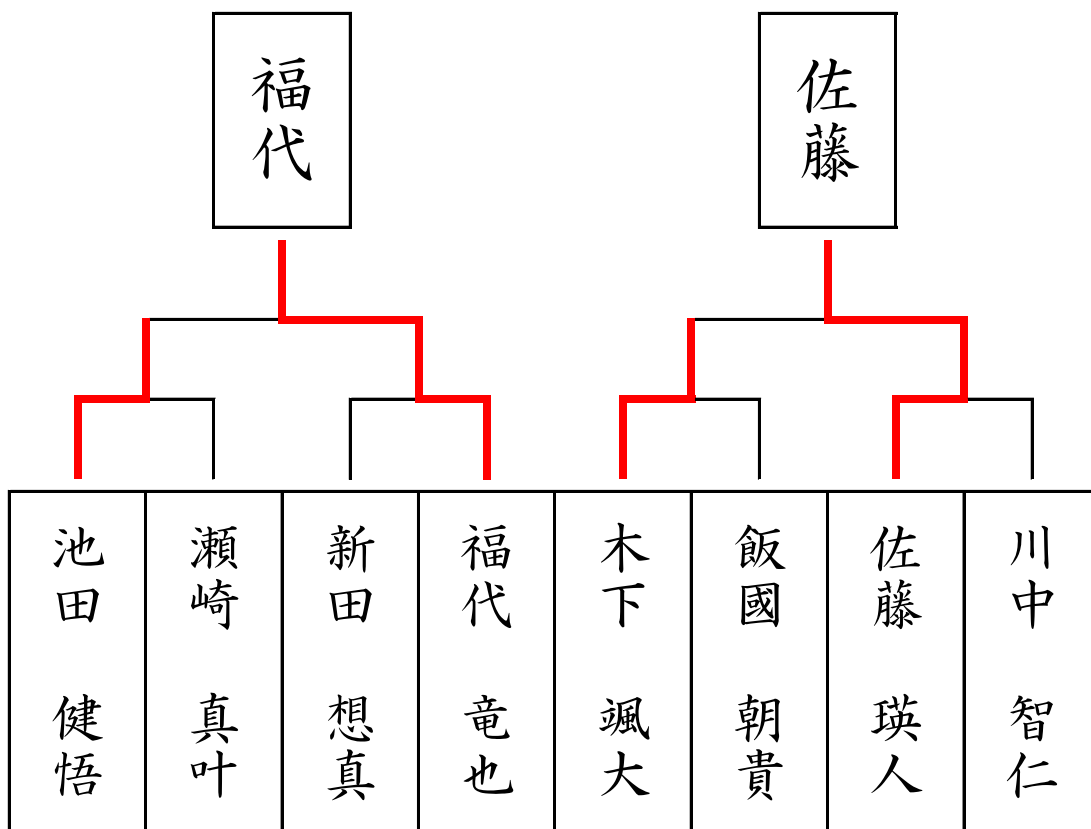 福代
佐藤
池田 健悟
瀬崎 真叶
新田 想真
福代 竜也
木下 颯大
飯國 朝貴
佐藤 瑛人
川中 智仁